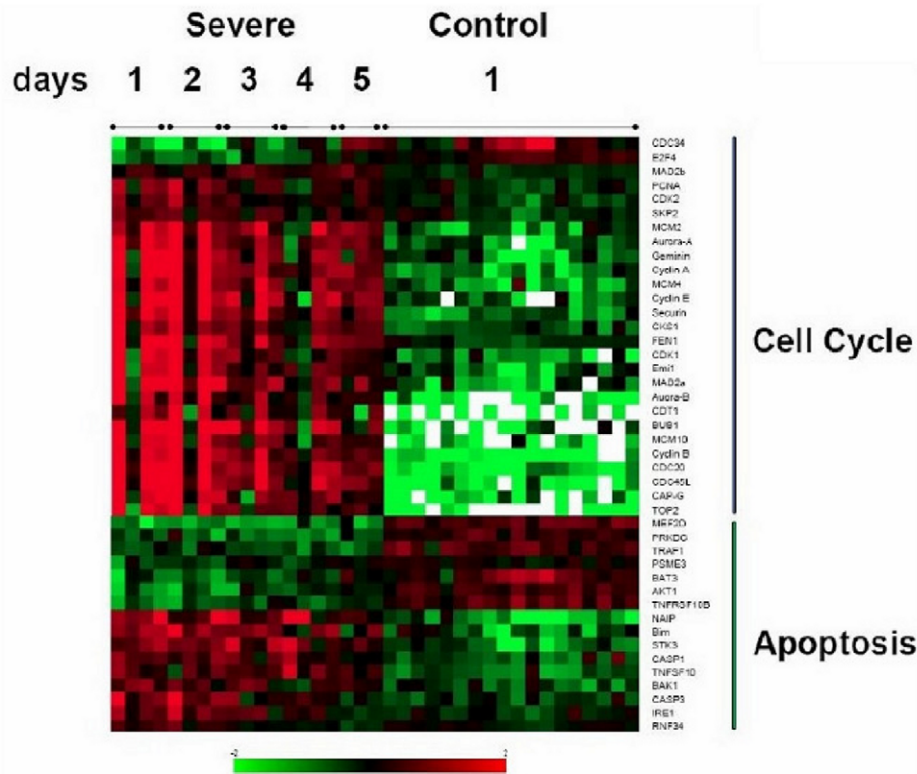 Severe Control
days 1 2 3 4 5 1
CDC34
E2F4
MAD2b
PCNA
CDK2
SKP2
MCM2
Aurora-A
Geminin
Cyclin A
MCM4
Cyclin E
Securin
CKS1
FEN1
CDK1
Emi1
MAD2a
Auora-B
CDT1
BUB1
MCM10
Cyclin B
CDC20
CDC45L
CAP-G
TOP2
Cell Cycle
MEF2D
PRKDC
TRAF1
PSME3
BAT3
AKT1
TNFRSF10B
NAIP
Bim
STK3
CASP1
TNFSF10
BAK1
CASP3
IRE1
RNF34
Apoptosis
-2 2